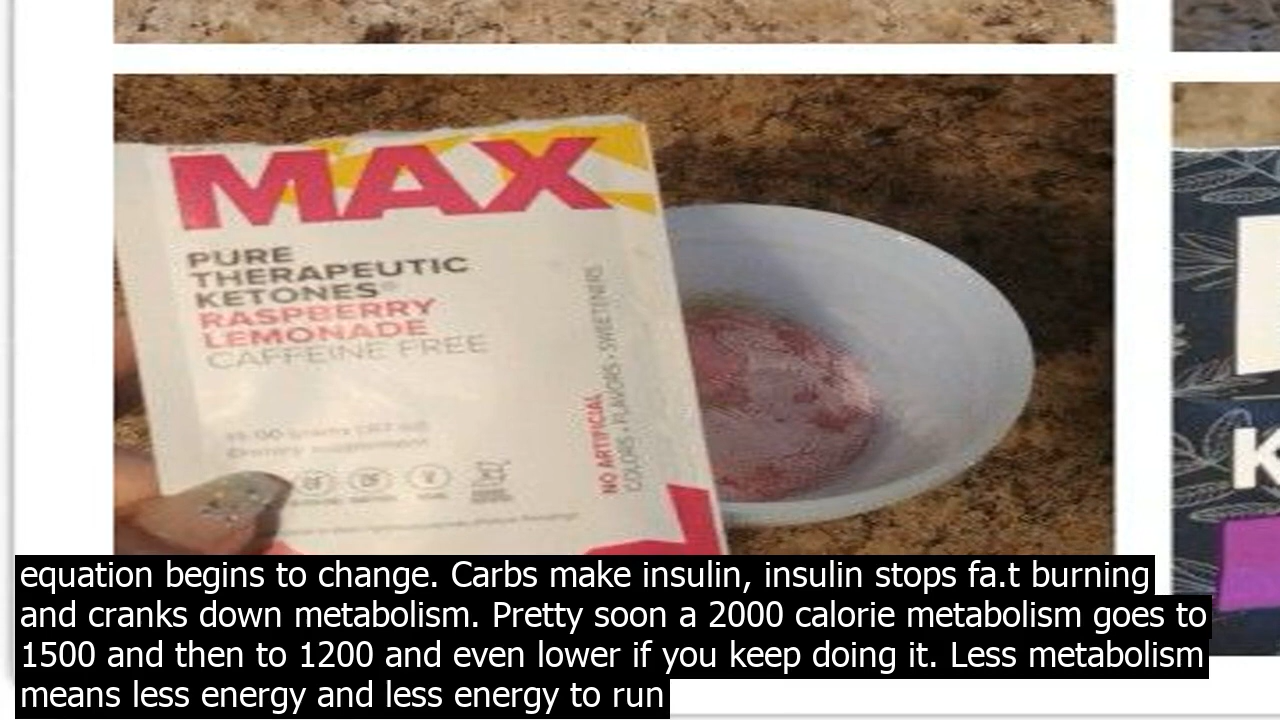 MAX
PURE
THERAPEUTIC
KETONES
RASPBERRY
LEMONADE
CAFFEINE FREE
NO ARTIFICIAL
COLORS · FLAVORS · SWEETENERS
K
equation begins to change. Carbs make insulin, insulin stops fa.t burning
and cranks down metabolism. Pretty soon a 2000 calorie metabolism goes to
1500 and then to 1200 and even lower if you keep doing it. Less metabolism
means less energy and less energy to run